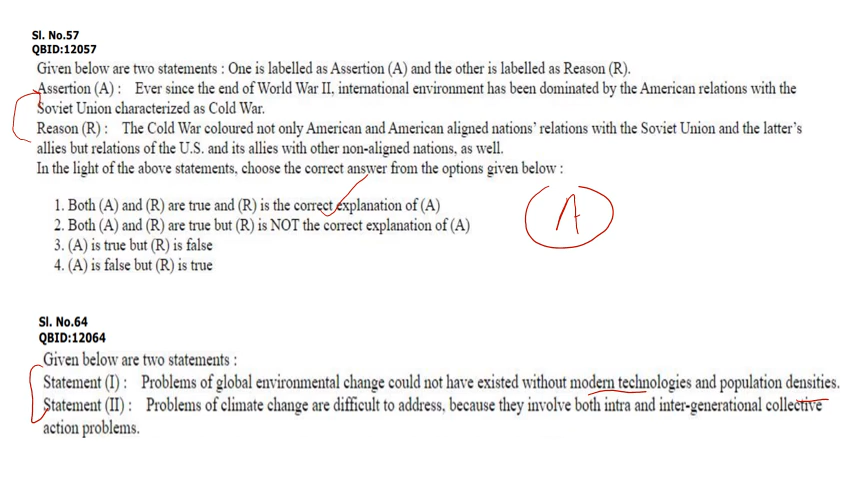 Sl. No.57
QBID:12057
Given below are two statements : One is labelled as Assertion (A) and the other is labelled as Reason (R).
Assertion (A) : Ever since the end of World War II, international environment has been dominated by the American relations with the
Soviet Union characterized as Cold War.
Reason (R) : The Cold War coloured not only American and American aligned nations' relations with the Soviet Union and the latter's
allies but relations of the U.S. and its allies with other non-aligned nations, as well.
In the light of the above statements, choose the correct answer from the options given below :
1. Both (A) and (R) are true and (R) is the correct explanation of (A)
2. Both (A) and (R) are true but (R) is NOT the correct explanation of (A)
A
3. (A) is true but (R) is false
4. (A) is false but (R) is true
Sl. No.64
QBID:12064
Given below are two statements :
Statement (I) : Problems of global environmental change could not have existed without modern technologies and population densities.
Statement (II) : Problems of climate change are difficult to address, because they involve both intra and inter-generational collective
action problems.